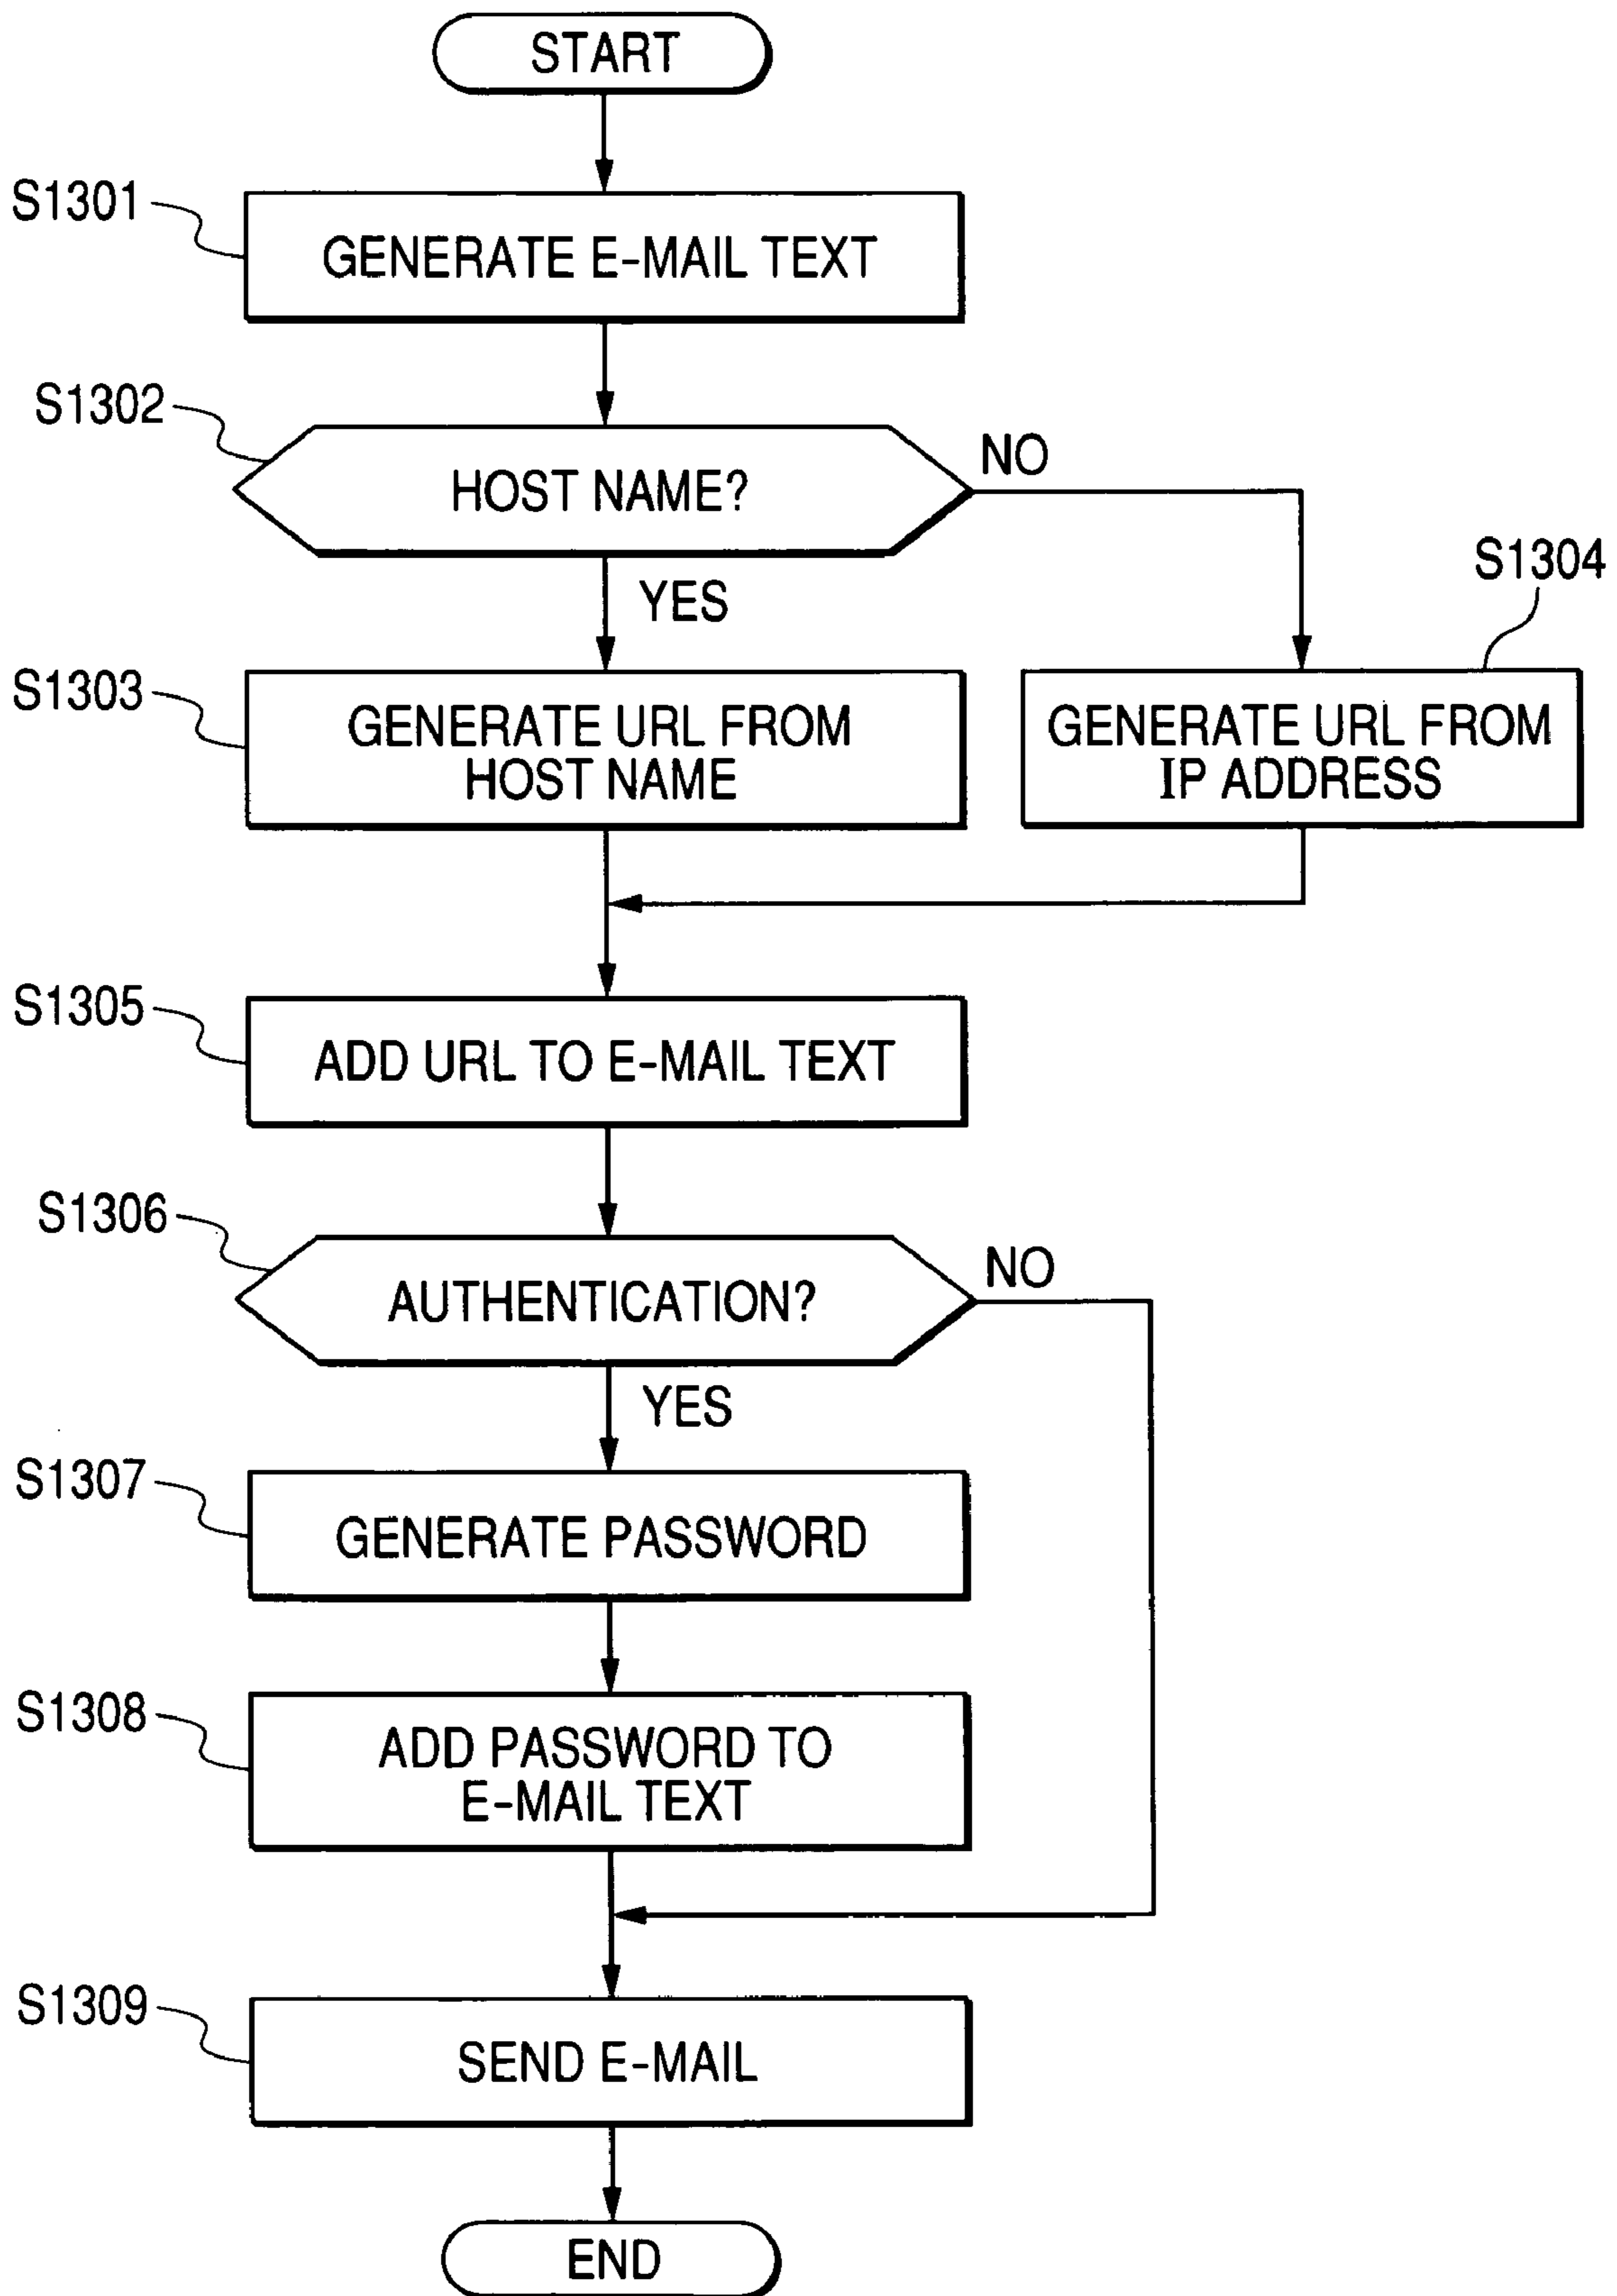 START
S1301
GENERATE E-MAIL TEXT
S1302
HOST NAME?
NO
YES
S1304
S1303
GENERATE URL FROM
HOST NAME
GENERATE URL FROM
IP ADDRESS
S1305
ADD URL TO E-MAIL TEXT
S1306
AUTHENTICATION?
NO
YES
S1307
GENERATE PASSWORD
S1308
ADD PASSWORD TO
E-MAIL TEXT
S1309
SEND E-MAIL
END